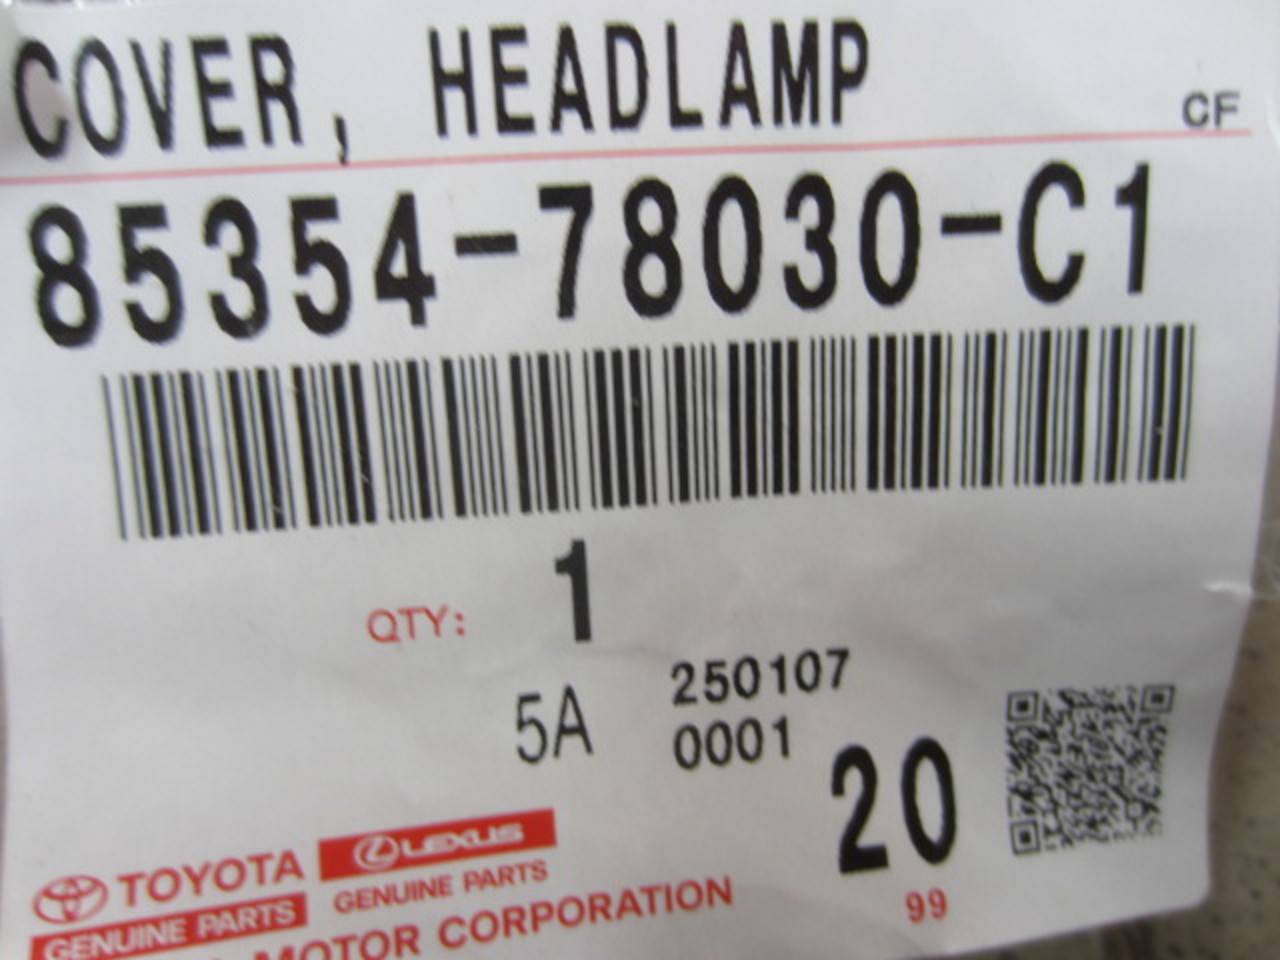 COVER, HEADLAMP
CF
85354-78030-C1
QTY: 1
5A 250107
0001
20
TOYOTA
GENUINE PARTS
LEXUS
GENUINE PARTS
MOTOR CORPORATION
99